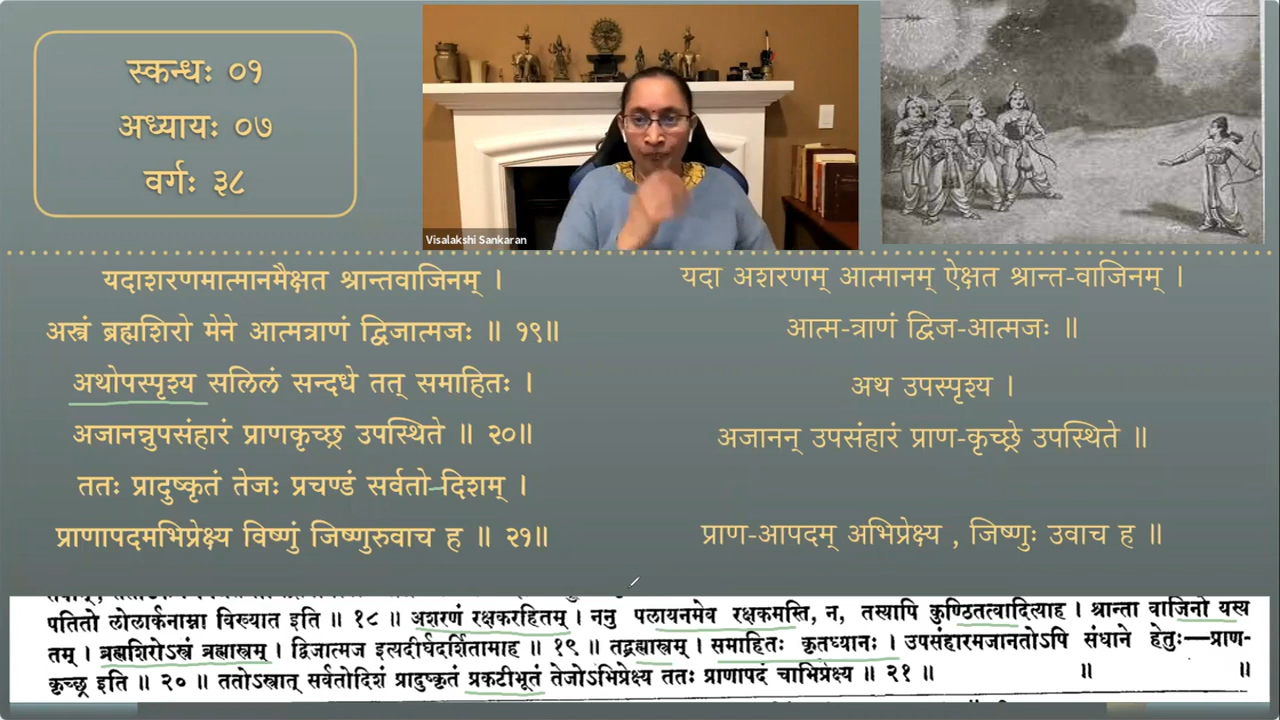 स्कन्धः ०१
अध्यायः ०७
वर्गः ३८
Visalakshi Sankaran
यदाशरणमात्मानमैक्षत श्रान्तवाजिनम् ।
अस्त्रं ब्रह्मशिरो मेने आत्मत्राणं द्विजात्मजः ॥ १९॥
अथोपस्पृश्य सलिलं सन्दधे तत् समाहितः ।
अजानन्नुपसंहारं प्राणकृच्छ्र उपस्थिते ॥ २०॥
ततः प्रादुष्कृतं तेजः प्रचण्डं सर्वतो दिशम् ।
प्राणापदमभिप्रेक्ष्य विष्णुं जिष्णुरुवाच ह ॥ २१॥
यदा अशरणम् आत्मानम् ऐक्षत श्रान्त-वाजिनम् ।
आत्म-त्राणं द्विज-आत्मजः ॥
अथ उपस्पृश्य ।
अजानन् उपसंहारं प्राण-कृच्छ्रे उपस्थिते ॥
प्राण-आपदम् अभिप्रेक्ष्य , जिष्णुः उवाच ह ॥
पतितो लोलार्कनाम्ना विख्यात इति ॥ १८ ॥ अशरणं रक्षकरहितम् । ननु पलायनमेव रक्षकमस्ति, न, तस्यापि कुण्ठितत्वादित्याह । श्रान्ता वाजिनो यस्य
तम् । ब्रह्मशिरोऽस्त्रं ब्रह्मास्त्रम् । द्विजात्मज इत्यदीर्घदर्शितामाह ॥ १९ ॥ तद्ब्रह्मास्त्रम् । समाहितः कृतध्यानः । उपसंहारमजानतोऽपि संधाने हेतुः—प्राण-
कृच्छ्र इति ॥ २० ॥ ततोऽस्त्रात् सर्वतोदिशं प्रादुष्कृतं प्रकटीभूतं तेजोऽभिप्रेक्ष्य ततः प्राणापदं चाभिप्रेक्ष्य ॥ २१ ॥ ॥ ॥